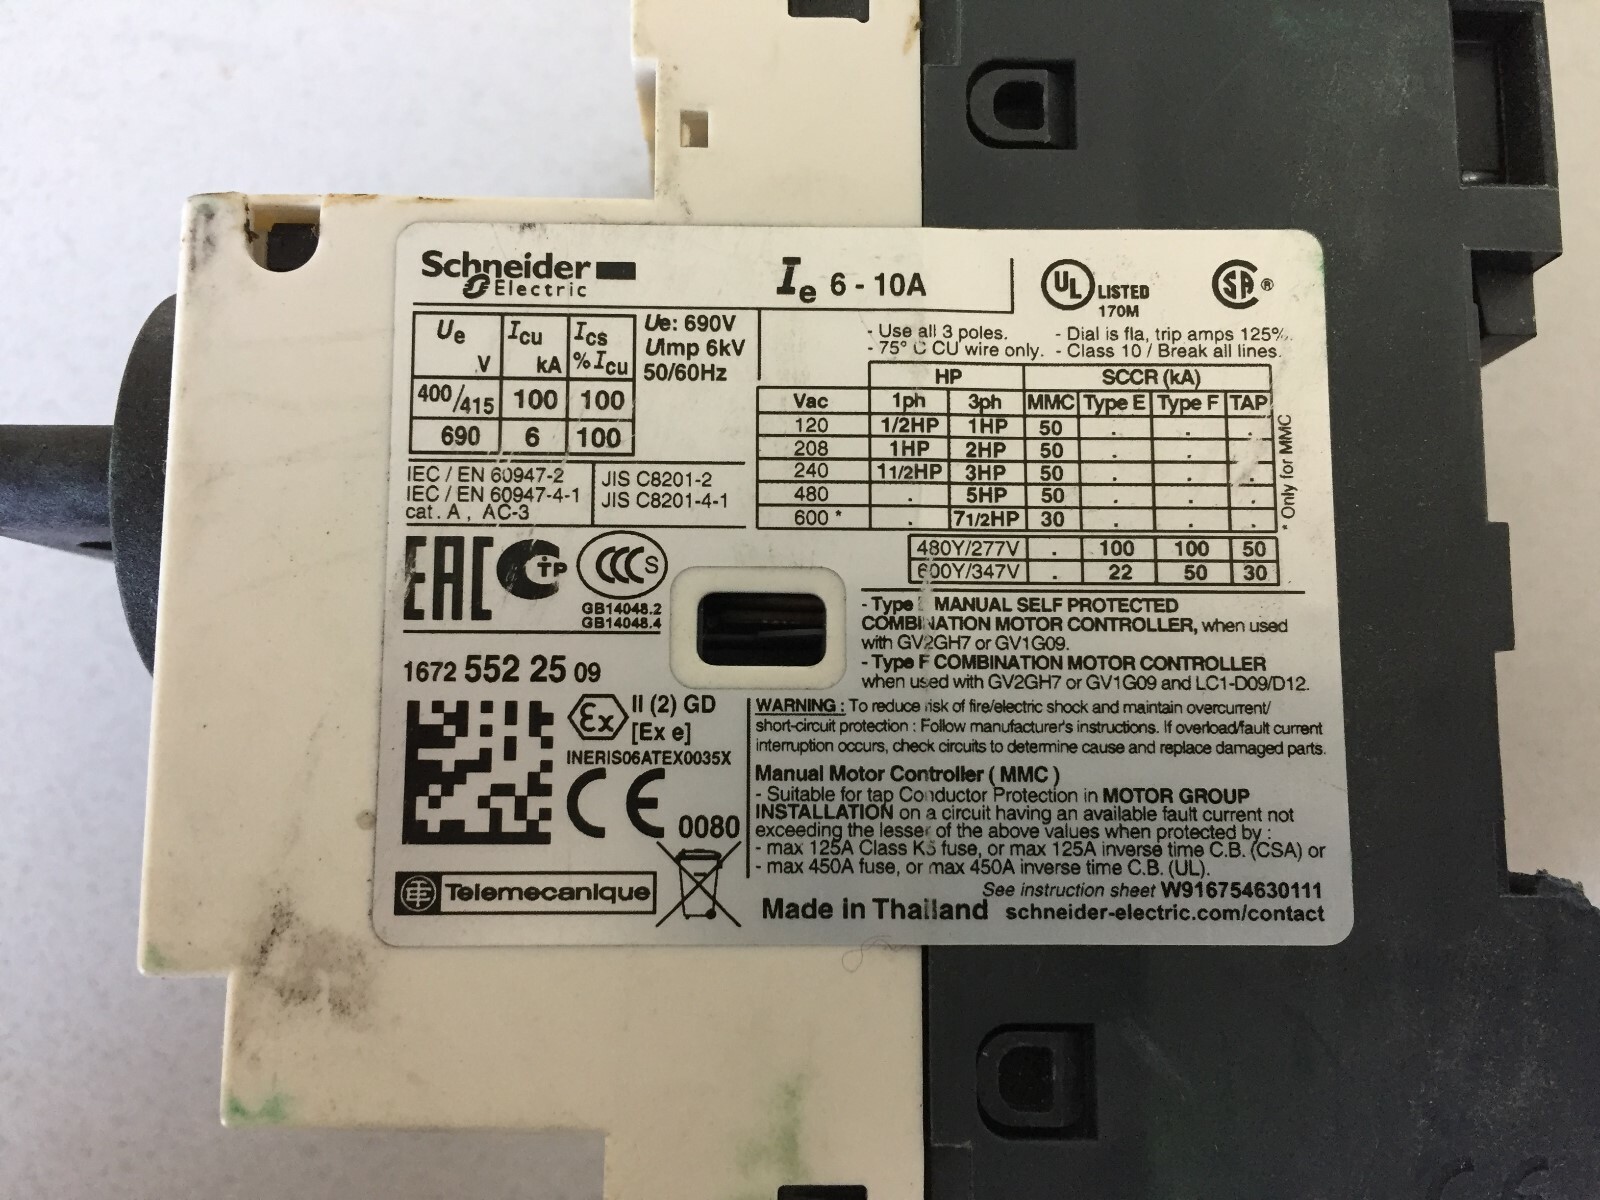 Schneider
Electric
Ie 6 - 10A
UL LISTED
170M
SA ®
Ue V Icu kA Ics % Icu
400/415 100 100
690 6 100
Ue: 690V
Uimp 6kV
50/60Hz
- Use all 3 poles.
- 75° C CU wire only.
- Dial is fla, trip amps 125%.
- Class 10 / Break all lines.
HP SCCR (kA)
Vac 1ph 3ph MMC Type E Type F TAP
120 1/2HP 1HP 50 . . .
208 1HP 2HP 50 . . .
240 11/2HP 3HP 50 . . .
480 . 5HP 50 . . .
600 * . 71/2HP 30 . . .
* Only for MMC
480Y/277V . 100 100 50
600Y/347V . 22 50 30
IEC / EN 60947-2
IEC / EN 60947-4-1
cat. A , AC-3
JIS C8201-2
JIS C8201-4-1
EAC
TP
CCC S
GB14048.2
GB14048.4
- Type E MANUAL SELF PROTECTED
COMBINATION MOTOR CONTROLLER, when used
with GV2GH7 or GV1G09.
- Type F COMBINATION MOTOR CONTROLLER
when used with GV2GH7 or GV1G09 and LC1-D09/D12.
1672 552 25 09
Ex II (2) GD
[Ex e]
INERIS06ATEX0035X
CE 0080
WARNING : To reduce risk of fire/electric shock and maintain overcurrent/
short-circuit protection : Follow manufacturer's instructions. If overload/fault current
interruption occurs, check circuits to determine cause and replace damaged parts.
Manual Motor Controller ( MMC )
- Suitable for tap Conductor Protection in MOTOR GROUP
INSTALLATION on a circuit having an available fault current not
exceeding the lesser of the above values when protected by :
- max 125A Class K5 fuse, or max 125A inverse time C.B. (CSA) or
- max 450A fuse, or max 450A inverse time C.B. (UL).
See instruction sheet W916754630111
TE Telemecanique
Made in Thailand schneider-electric.com/contact